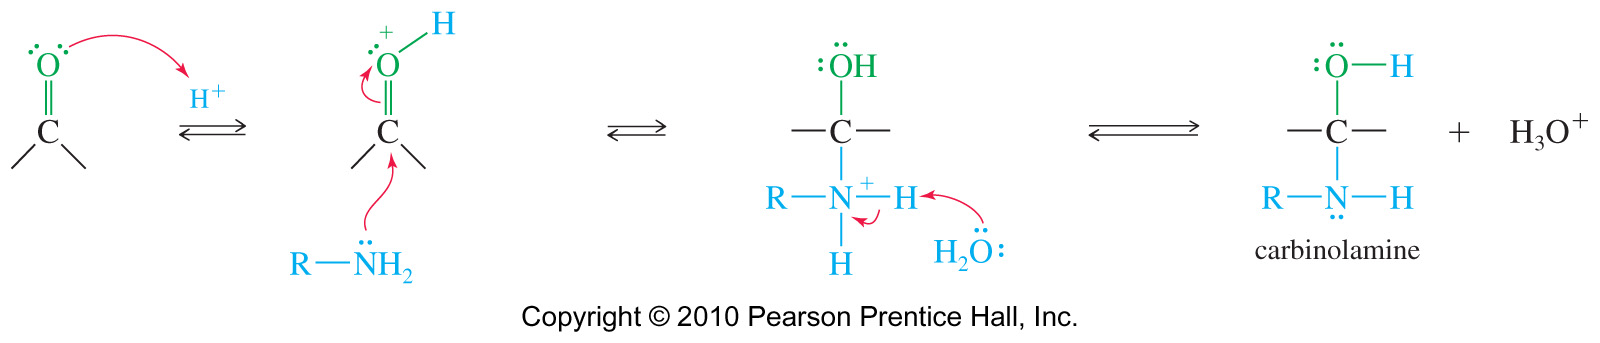 O H⁺ C
+ H O C R NH₂
OH C R N + H H H₂O
O H C R N H + H₃O⁺
carbinolamine
Copyright © 2010 Pearson Prentice Hall, Inc.